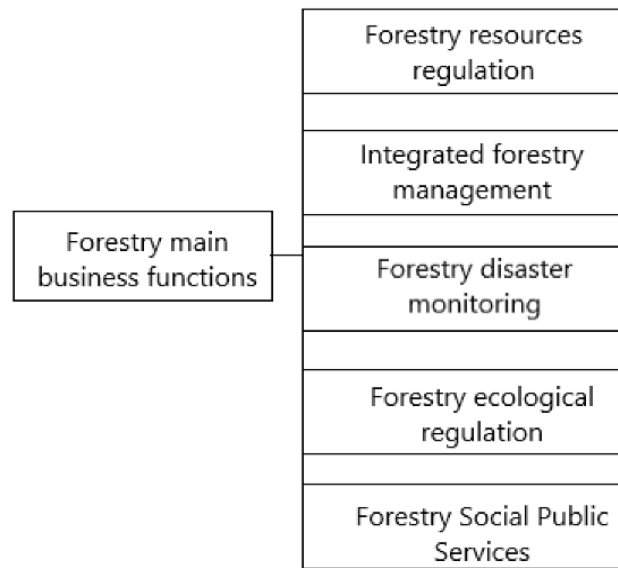 Forestry main
business functions
Forestry resources
regulation
Integrated forestry
management
Forestry disaster
monitoring
Forestry ecological
regulation
Forestry Social Public
Services